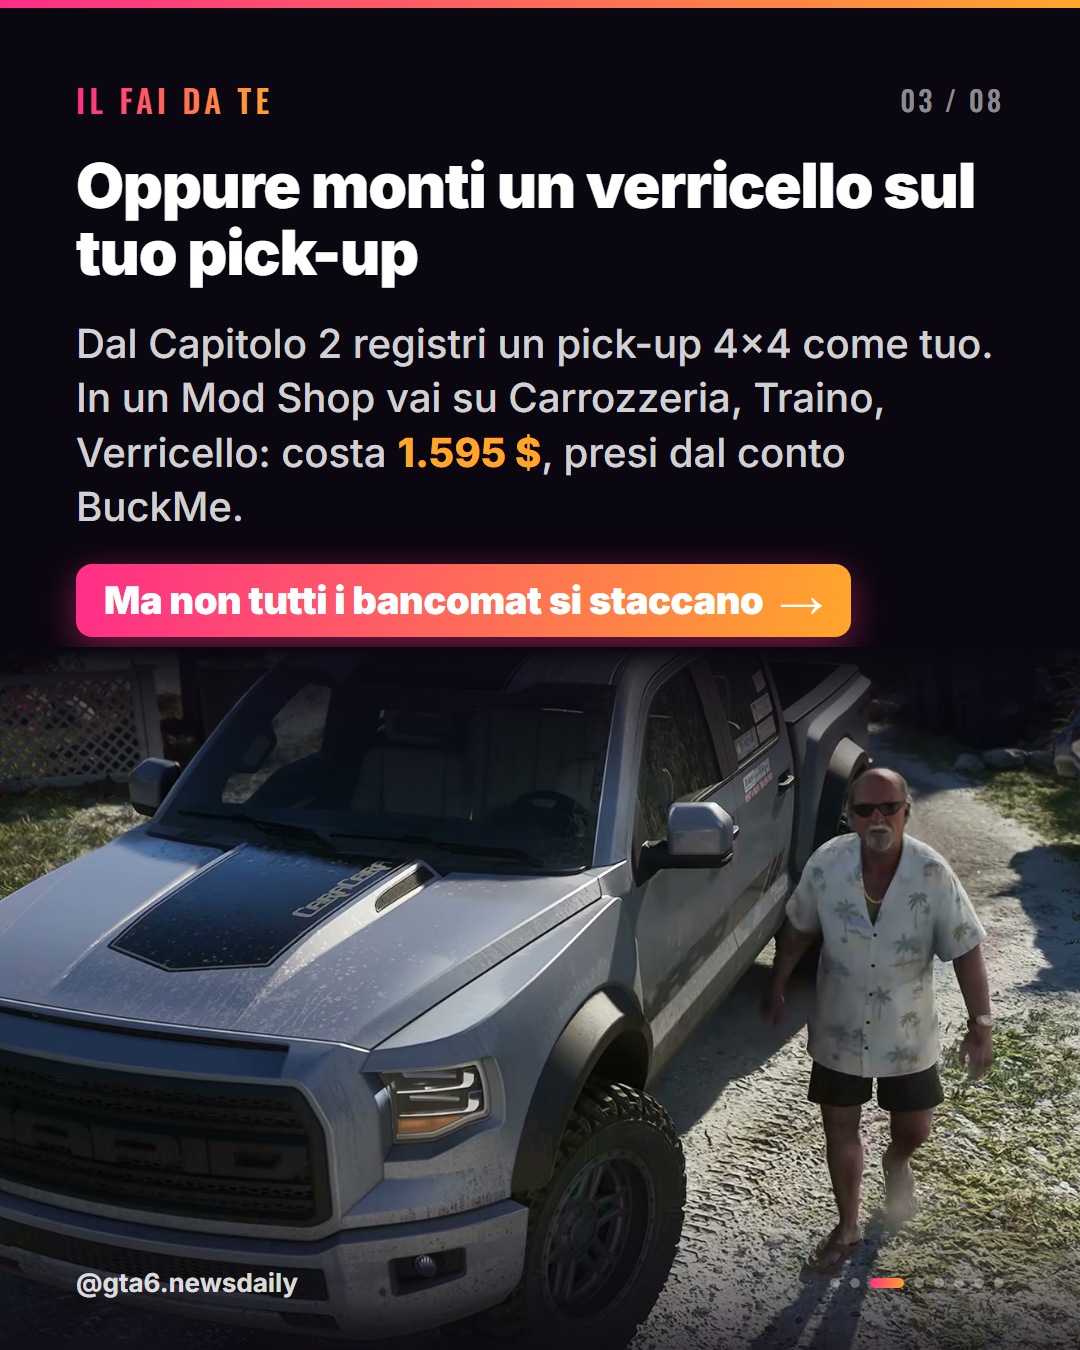 IL FAI DA TE
03 / 08
Oppure monti un verricello sul
tuo pick-up
Dal Capitolo 2 registri un pick-up 4×4 come tuo.
In un Mod Shop vai su Carrozzeria, Traino,
Verricello: costa 1.595 $, presi dal conto
BuckMe.
Ma non tutti i bancomat si staccano →
@gta6.newsdaily